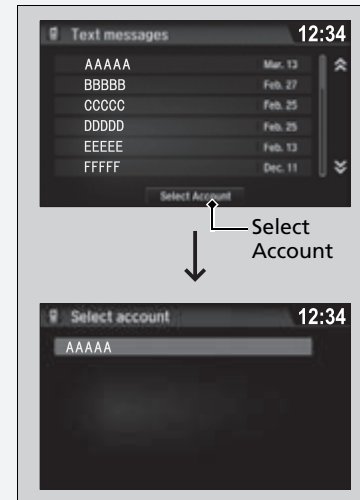 Text messages 12:34
AAAAA Mar. 13
BBBBB Feb. 27
CCCCC Feb. 25
DDDDD Feb. 25
EEEEE Feb. 13
FFFFF Dec. 11
Select Account
Select
Account
Select account 12:34
AAAAA